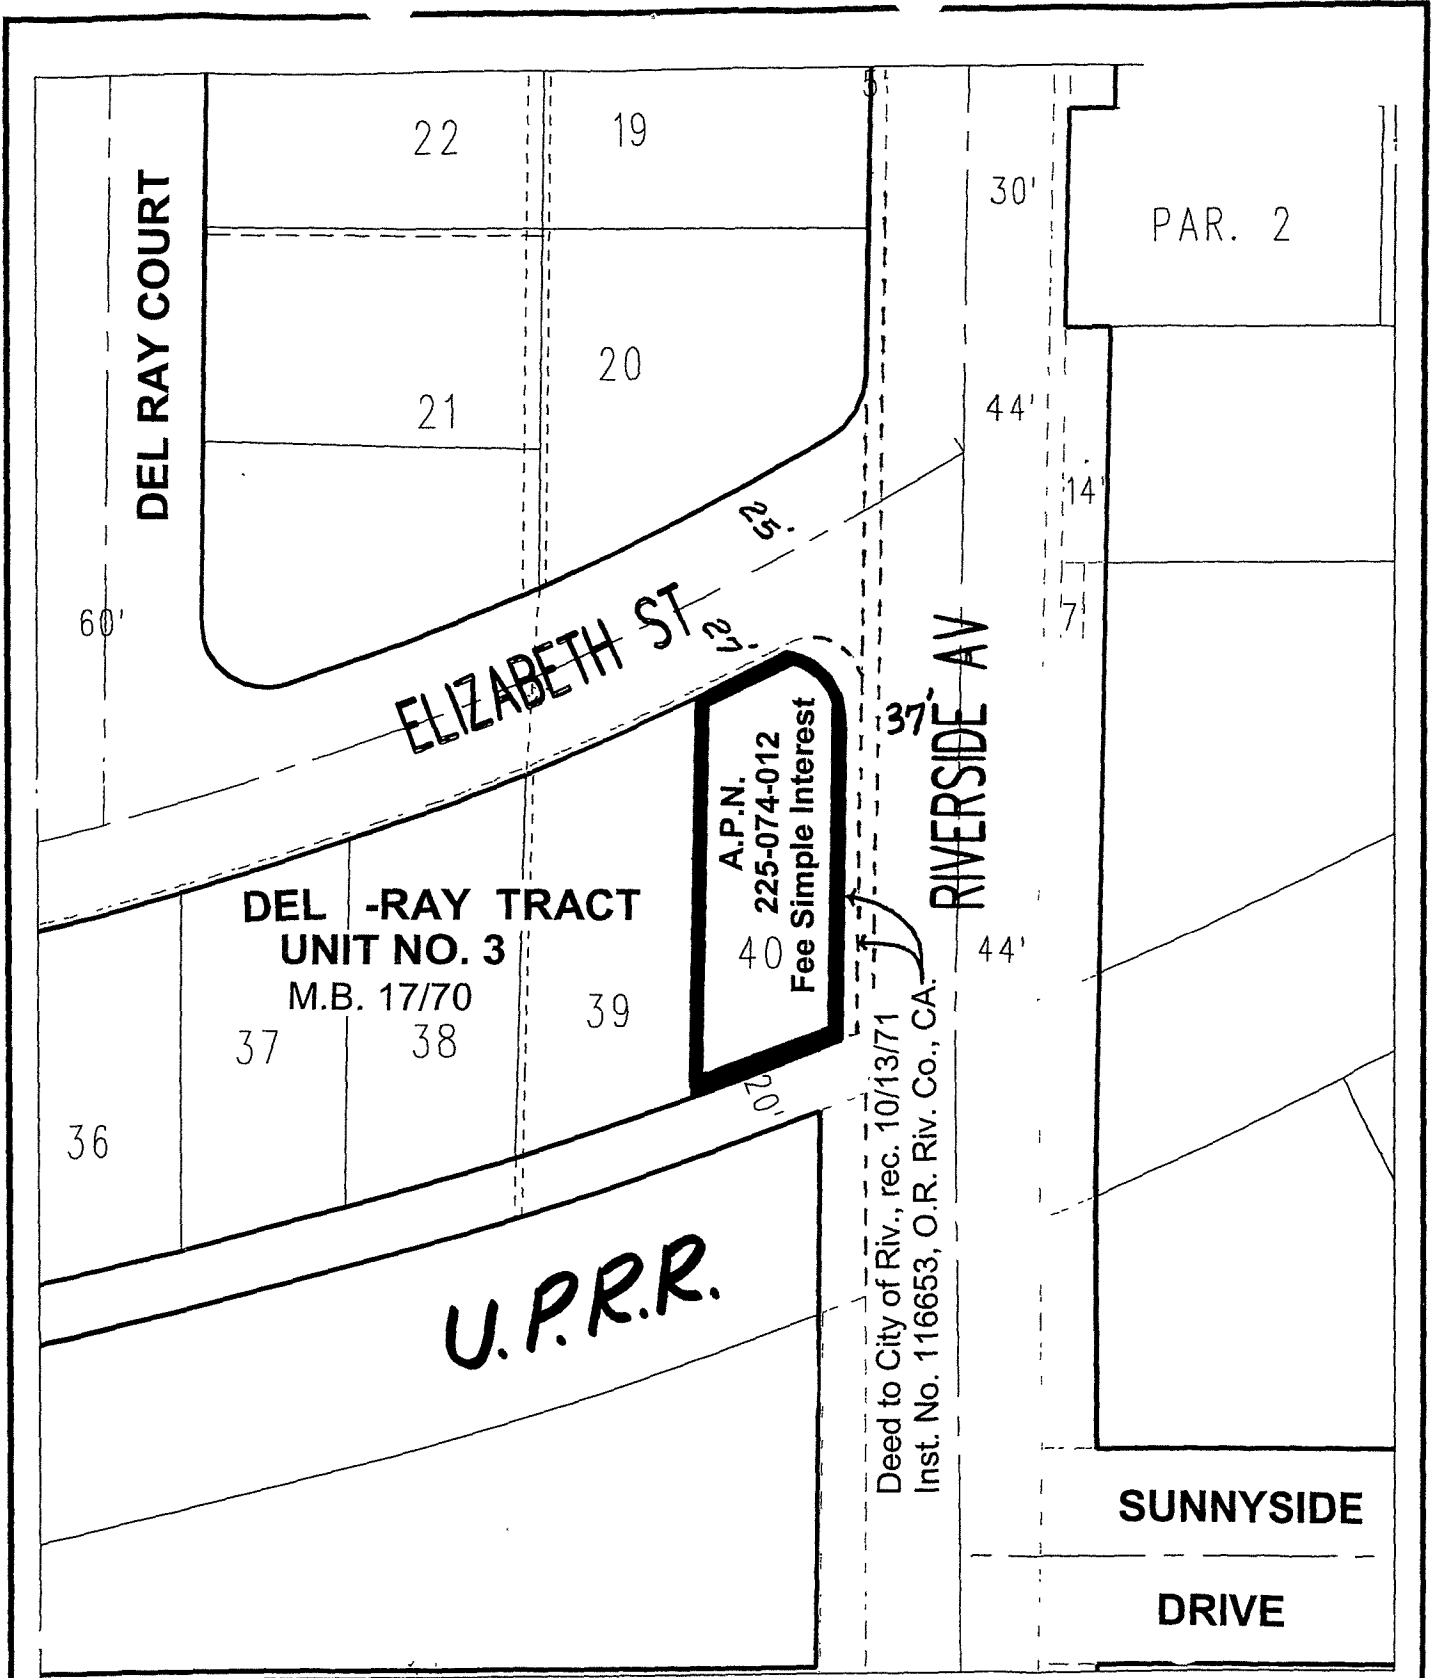 5
22
19
30'
PAR. 2
DEL RAY COURT
20
21
44'
14'
25'
60'
7'
ELIZABETH ST
27'
37'
RIVERSIDE AV
A.P.N.
225-074-012
Fee Simple Interest
40
DEL -RAY TRACT
UNIT NO. 3
M.B. 17/70
44'
39
38
37
36
20'
Deed to City of Riv., rec. 10/13/71
Inst. No. 116653, O.R. Riv. Co., CA.
U.P.R.R.
SUNNYSIDE
DRIVE